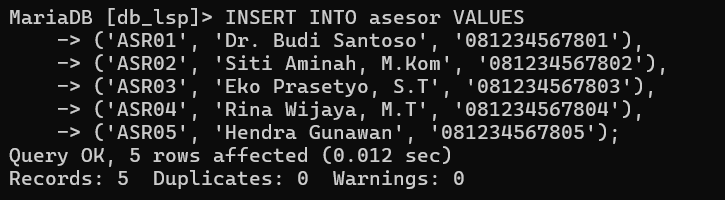 MariaDB [db_lsp]> INSERT INTO asesor VALUES
    -> ('ASR01', 'Dr. Budi Santoso', '081234567801'),
    -> ('ASR02', 'Siti Aminah, M.Kom', '081234567802'),
    -> ('ASR03', 'Eko Prasetyo, S.T', '081234567803'),
    -> ('ASR04', 'Rina Wijaya, M.T', '081234567804'),
    -> ('ASR05', 'Hendra Gunawan', '081234567805');
Query OK, 5 rows affected (0.012 sec)
Records: 5  Duplicates: 0  Warnings: 0